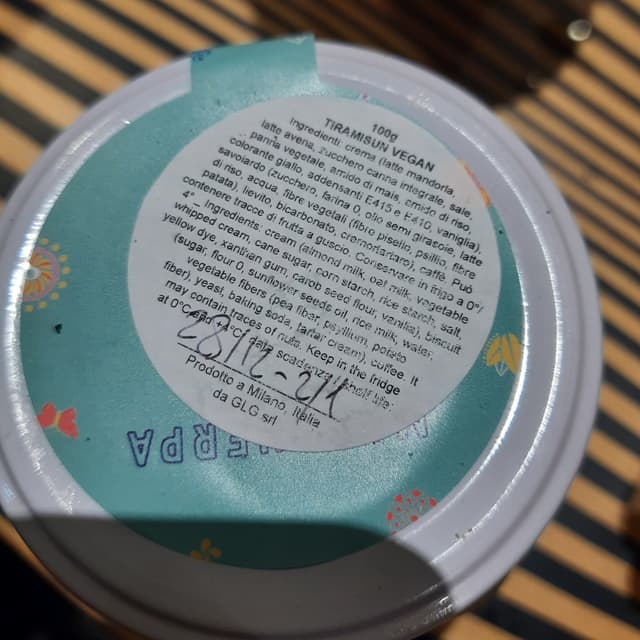 100g
TIRAMISUN VEGAN
Ingredienti: crema (latte mandorla,
latte avena, zucchero canna integrale, sale,
panna vegetale, amido di mais, amido di riso,
colorante giallo, addensanti E415 e E410, vaniglia),
savoiardo (zucchero, farina 0, olio semi girasole, latte
di riso, acqua, fibre vegetali (fibra pisello, psillio, fibre
patata), lievito, bicarbonato, cremortartaro), caffè. Può
contenere tracce di frutta a guscio. Conservare in frigo a 0°/
4°. Ingredients: cream (almond milk, oat milk, vegetable
whipped cream, cane sugar, corn starch, rice starch, salt,
yellow dye, xanthan gum, carob seed flour, vanilla), biscuit
(sugar, flour 0, sunflower seeds oil, rice milk, water,
vegetable fibers (pea fiber, psyllium, potato
fiber), yeast, baking soda, tartar cream), coffee. It
may contain traces of nuts. Keep in the fridge
at 0° scadenza/shelf life:
28/12-2/1
Prodotto a Milano, Italia
da GLG srl
HERPA